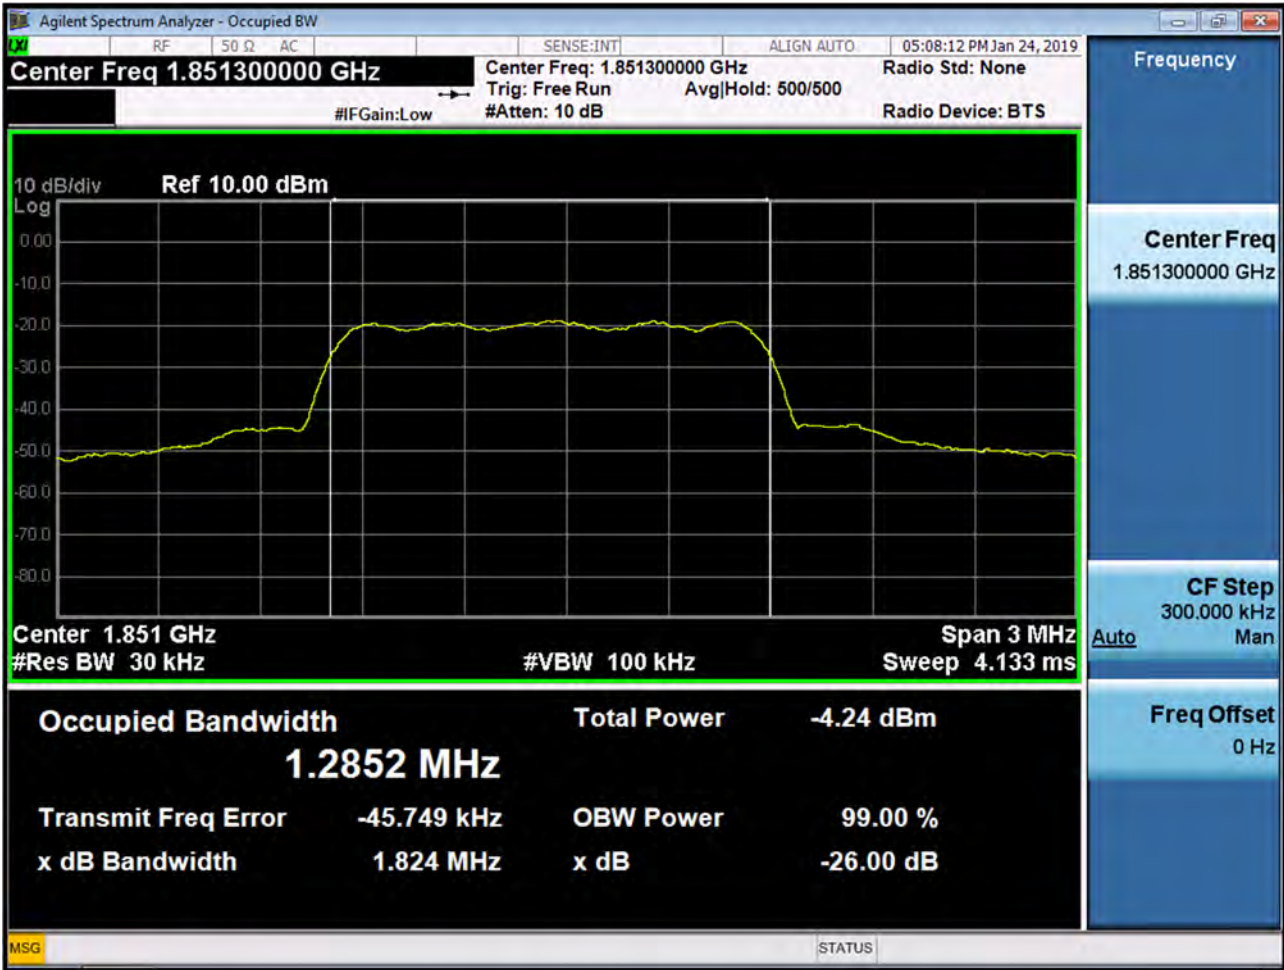 Agilent Spectrum Analyzer - Occupied BW
LXI RF 50 Ω AC SENSE:INT ALIGN AUTO 05:08:12 PM Jan 24, 2019
Center Freq 1.851300000 GHz
#IFGain:Low
Center Freq: 1.851300000 GHz
Trig: Free Run Avg|Hold: 500/500
#Atten: 10 dB
Radio Std: None
Radio Device: BTS
10 dB/div Ref 10.00 dBm
Log
0.00
-10.0
-20.0
-30.0
-40.0
-50.0
-60.0
-70.0
-80.0
Center 1.851 GHz Span 3 MHz
#Res BW 30 kHz #VBW 100 kHz Sweep 4.133 ms
Occupied Bandwidth Total Power -4.24 dBm
1.2852 MHz
Transmit Freq Error -45.749 kHz OBW Power 99.00 %
x dB Bandwidth 1.824 MHz x dB -26.00 dB
MSG STATUS
Frequency
Center Freq
1.851300000 GHz
CF Step
300.000 kHz
Auto Man
Freq Offset
0 Hz